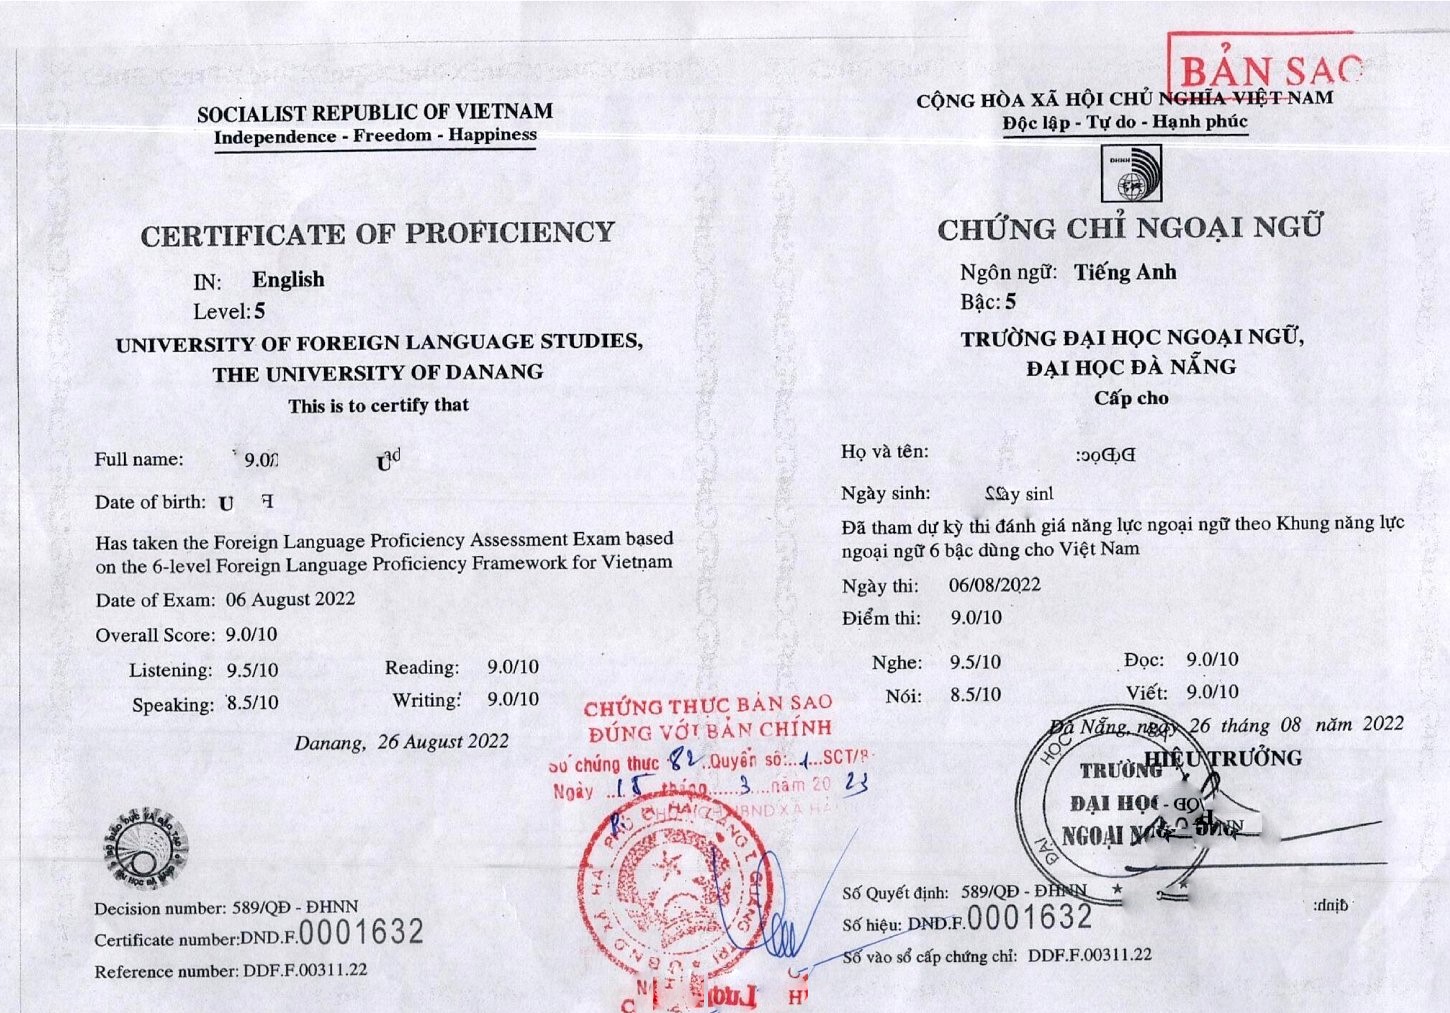 BẢN SAO
SOCIALIST REPUBLIC OF VIETNAM
Independence - Freedom - Happiness
CERTIFICATE OF PROFICIENCY
IN: English
Level: 5
UNIVERSITY OF FOREIGN LANGUAGE STUDIES,
THE UNIVERSITY OF DANANG
This is to certify that
Full name:
Date of birth:
Has taken the Foreign Language Proficiency Assessment Exam based
on the 6-level Foreign Language Proficiency Framework for Vietnam
Date of Exam: 06 August 2022
Overall Score: 9.0/10
Listening: 9.5/10 Reading: 9.0/10
Speaking: 8.5/10 Writing: 9.0/10
Danang, 26 August 2022
Decision number: 589/QĐ - ĐHNN
Certificate number: DND.F.0001632
Reference number: DDF.F.00311.22
CỘNG HÒA XÃ HỘI CHỦ NGHĨA VIỆT NAM
Độc lập - Tự do - Hạnh phúc
ĐHNN
CHỨNG CHỈ NGOẠI NGỮ
Ngôn ngữ: Tiếng Anh
Bậc: 5
TRƯỜNG ĐẠI HỌC NGOẠI NGỮ,
ĐẠI HỌC ĐÀ NẴNG
Cấp cho
Họ và tên:
Ngày sinh:
Đã tham dự kỳ thi đánh giá năng lực ngoại ngữ theo Khung năng lực
ngoại ngữ 6 bậc dùng cho Việt Nam
Ngày thi: 06/08/2022
Điểm thi: 9.0/10
Nghe: 9.5/10 Đọc: 9.0/10
Nói: 8.5/10 Viết: 9.0/10
Đà Nẵng, ngày 26 tháng 08 năm 2022
HIỆU TRƯỞNG
TRƯỜNG
ĐẠI HỌC
NGOẠI
Số Quyết định: 589/QĐ - ĐHNN
Số hiệu: DND.F.0001632
Số vào sổ cấp chứng chỉ: DDF.F.00311.22
CHỨNG THỰC BẢN SAO
ĐÚNG VỚI BẢN CHÍNH
Số chứng thực 82 Quyển số: 1 SCT/
Ngày 15 tháng 3 năm 2023